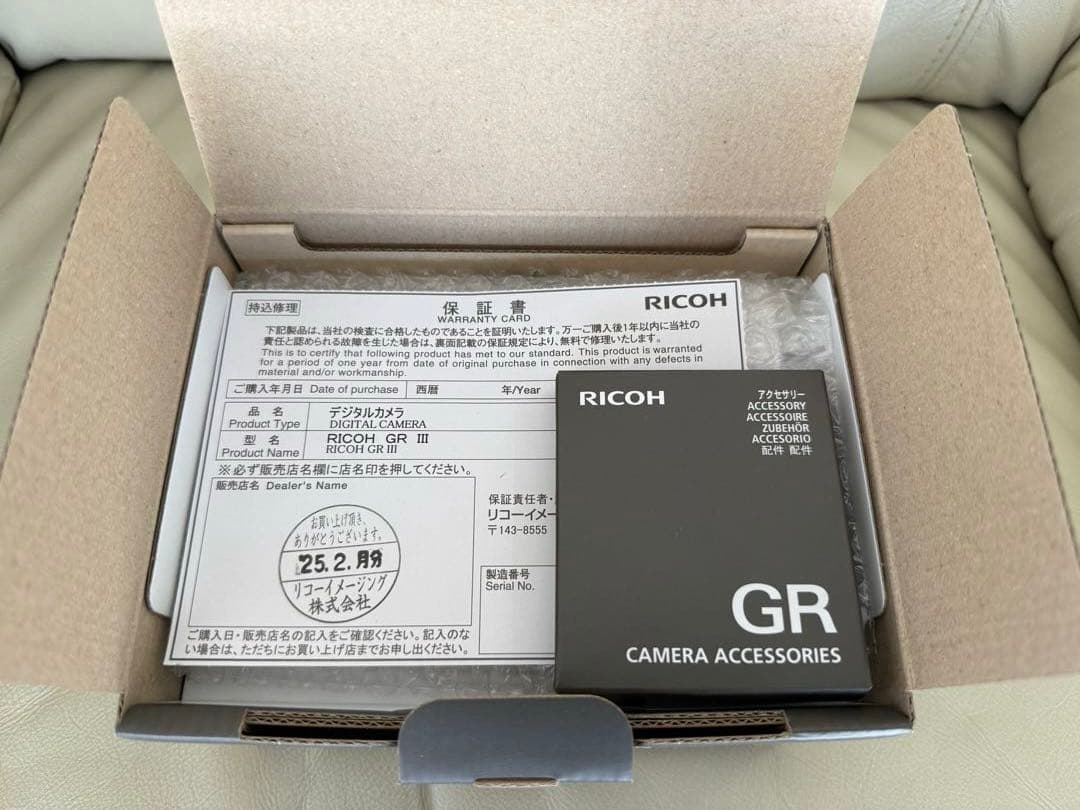 持込修理
保証書
WARRANTY CARD
RICOH
下記製品は、当社の検査に合格したものであることを証明いたします。万一ご購入後1年以内に当社の
責任と認められる故障を生じた場合は、裏面記載の保証規定により、無料で修理いたします。
This is to certify that following product has met to our standard. This product is warranted
for a period of one year from date of original purchase in connection with any defects in
material and/or workmanship.
ご購入年月日 Date of purchase 西暦 年/Year
品名 デジタルカメラ
Product Type DIGITAL CAMERA
型名 RICOH GR III
Product Name RICOH GR III
※必ず販売店名欄に店名印を押してください。
販売店名 Dealer's Name
お買い上げ頂き、
ありがとうございます。
'25.2.月分
リコーイメージング
株式会社
保証責任者・
リコーイメー
〒143-8555
製造番号
Serial No.
ご購入日・販売店名の記入をご確認ください。記入のな
い場合は、ただちにお買い上げ店までお申し出ください。
RICOH
アクセサリー
ACCESSORY
ACCESSOIRE
ZUBEHÖR
ACCESORIO
配件 配件
GR
CAMERA ACCESSORIES